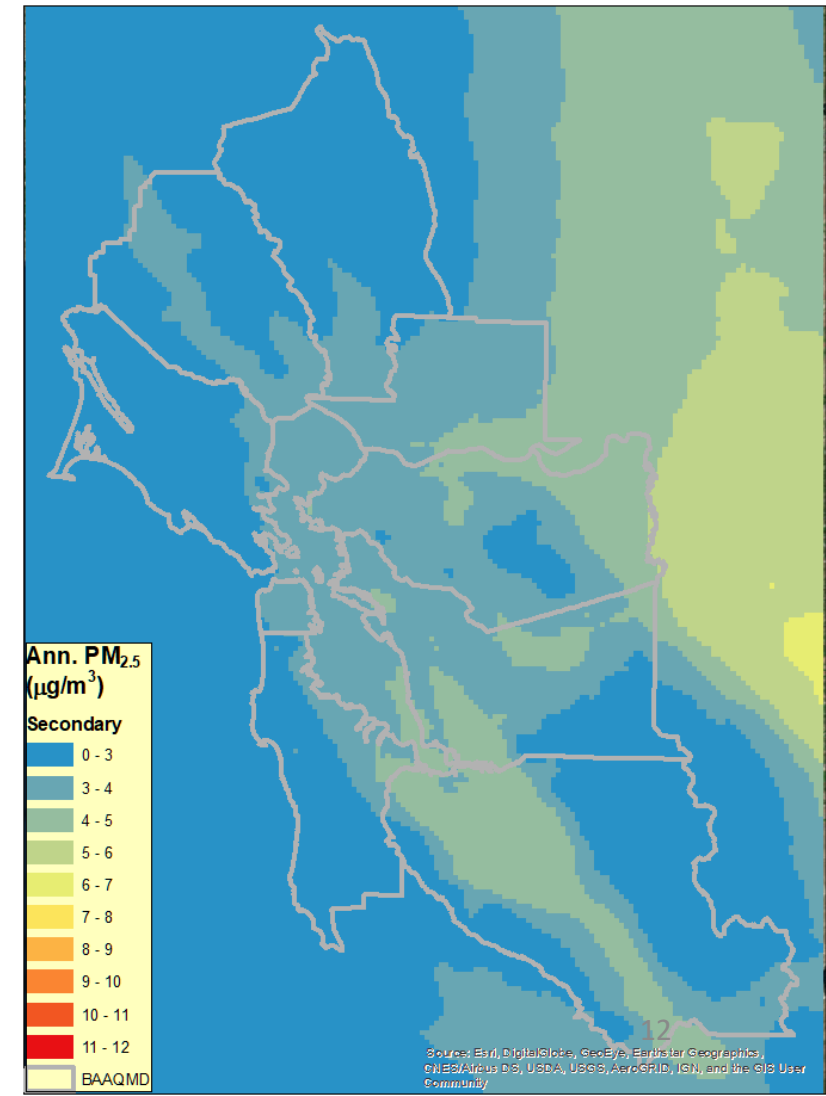 Ann. PM2.5
(µg/m³)
Secondary
0 - 3
3 - 4
4 - 5
5 - 6
6 - 7
7 - 8
8 - 9
9 - 10
10 - 11
11 - 12
BAAQMD
12
Source: Esri, DigitalGlobe, GeoEye, Earthstar Geographics,
CNES/Airbus DS, USDA, USGS, AeroGRID, IGN, and the GIS User
Community